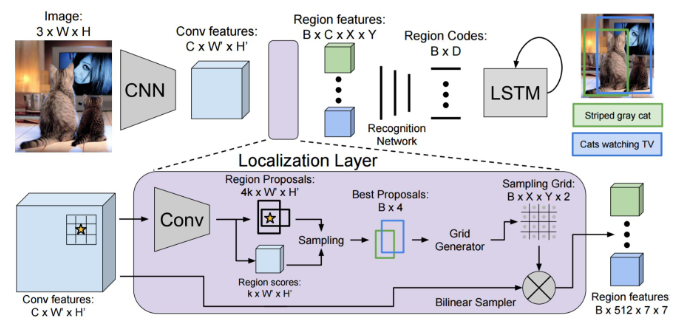 Image:
3 x W x H
Conv features:
C x W' x H'
Region features:
B x C x X x Y
Region Codes:
B x D
CNN
LSTM
Recognition
Network
Striped gray cat
Cats watching TV
Localization Layer
Region Proposals:
4k x W' x H'
Conv
Sampling
Region scores:
k x W' x H'
Best Proposals:
B x 4
Grid
Generator
Sampling Grid:
B x X x Y x 2
Bilinear Sampler
Conv features:
C x W' x H'
Region features
B x 512 x 7 x 7